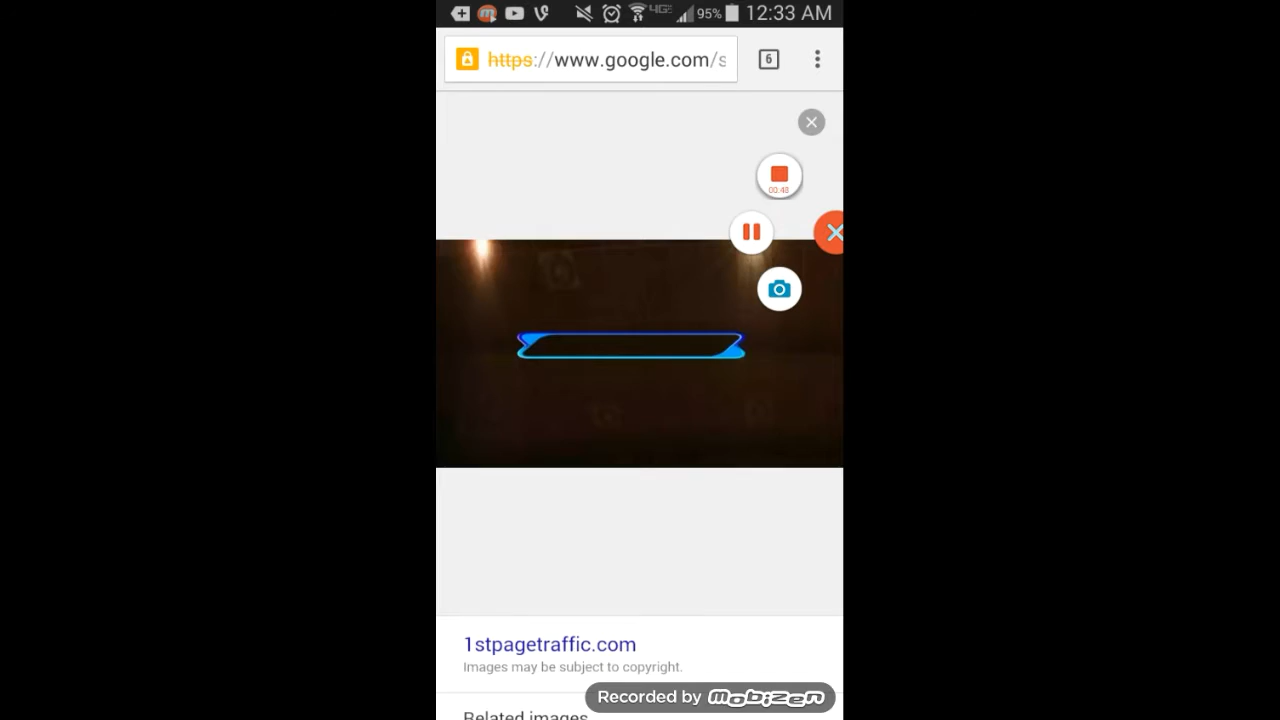 4G 95% 12:33 AM
https://www.google.com/s
6
00:48
1stpagetraffic.com
Images may be subject to copyright.
Recorded by mobizen
Related images